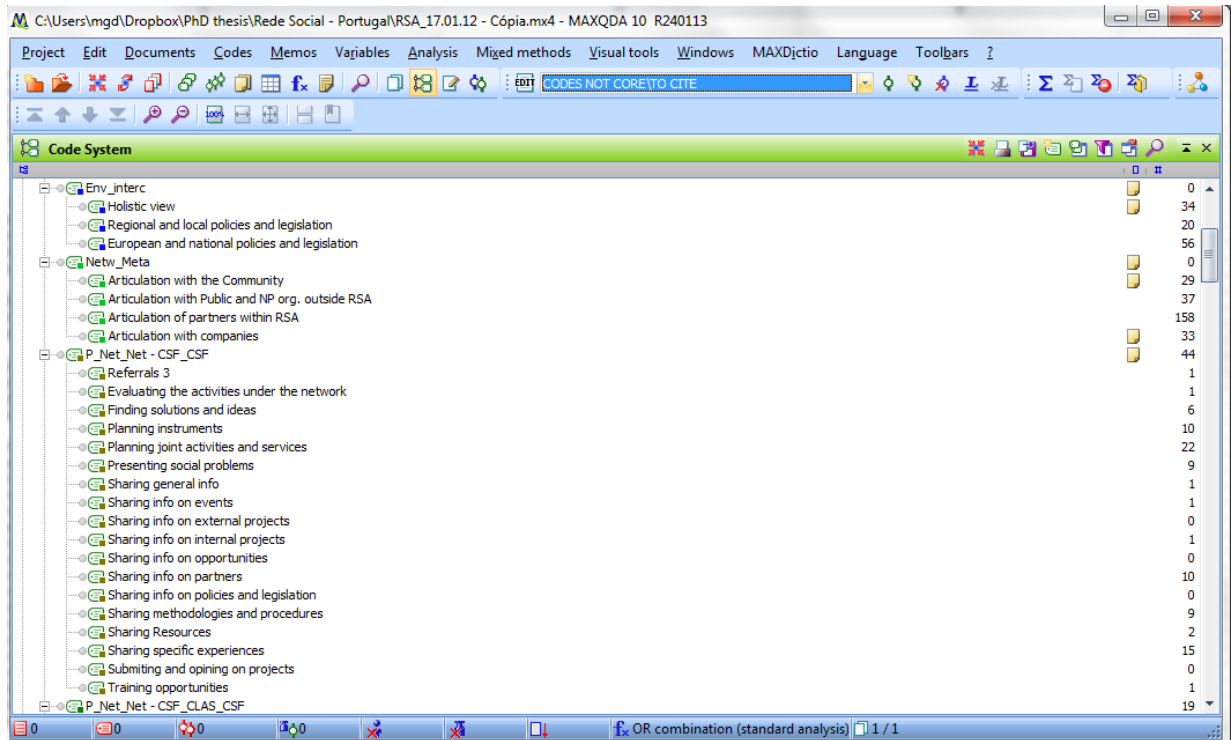 C:\Users\mgd\Dropbox\PhD thesis\Rede Social - Portugal\RSA_17.01.12 - Cópia.mx4 - MAXQDA 10 R240113
Project Edit Documents Codes Memos Variables Analysis Mixed methods Visual tools Windows MAXDictio Language Toolbars ?
EDIT CODES NOT CORE\TO CITE
100%
Code System
#
Env_interc 0
Holistic view 34
Regional and local policies and legislation 20
European and national policies and legislation 56
Netw_Meta 0
Articulation with the Community 29
Articulation with Public and NP org. outside RSA 37
Articulation of partners within RSA 158
Articulation with companies 33
P_Net_Net - CSF_CSF 44
Referrals 3 1
Evaluating the activities under the network 1
Finding solutions and ideas 6
Planning instruments 10
Planning joint activities and services 22
Presenting social problems 9
Sharing general info 1
Sharing info on events 1
Sharing info on external projects 0
Sharing info on internal projects 1
Sharing info on opportunities 0
Sharing info on partners 10
Sharing info on policies and legislation 0
Sharing methodologies and procedures 9
Sharing Resources 2
Sharing specific experiences 15
Submiting and opining on projects 0
Training opportunities 1
P_Net_Net - CSF_CLAS_CSF 19
0 0 0 0 fx OR combination (standard analysis) 1 / 1